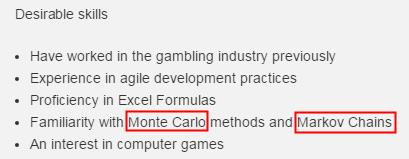 Desirable skills
Have worked in the gambling industry previously
Experience in agile development practices
Proficiency in Excel Formulas
Familiarity with Monte Carlo methods and Markov Chains
An interest in computer games